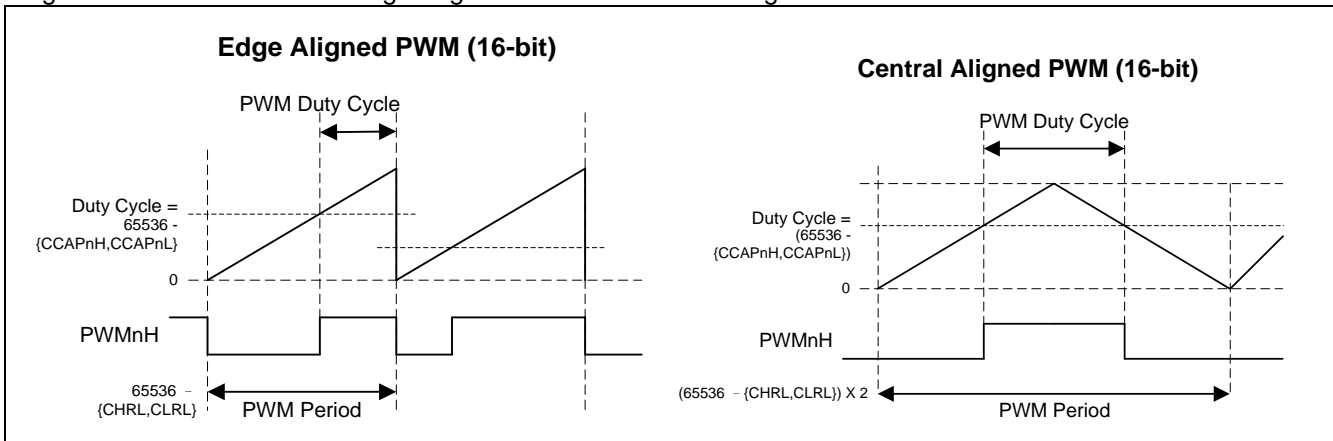 Edge Aligned PWM (16-bit)
PWM Duty Cycle
Duty Cycle =
65536 -
{CCAPnH,CCAPnL}
0
PWMnH
65536 –
{CHRL,CLRL}
PWM Period
Central Aligned PWM (16-bit)
PWM Duty Cycle
Duty Cycle =
(65536 -
{CCAPnH,CCAPnL})
0
PWMnH
(65536 – {CHRL,CLRL}) X 2
PWM Period